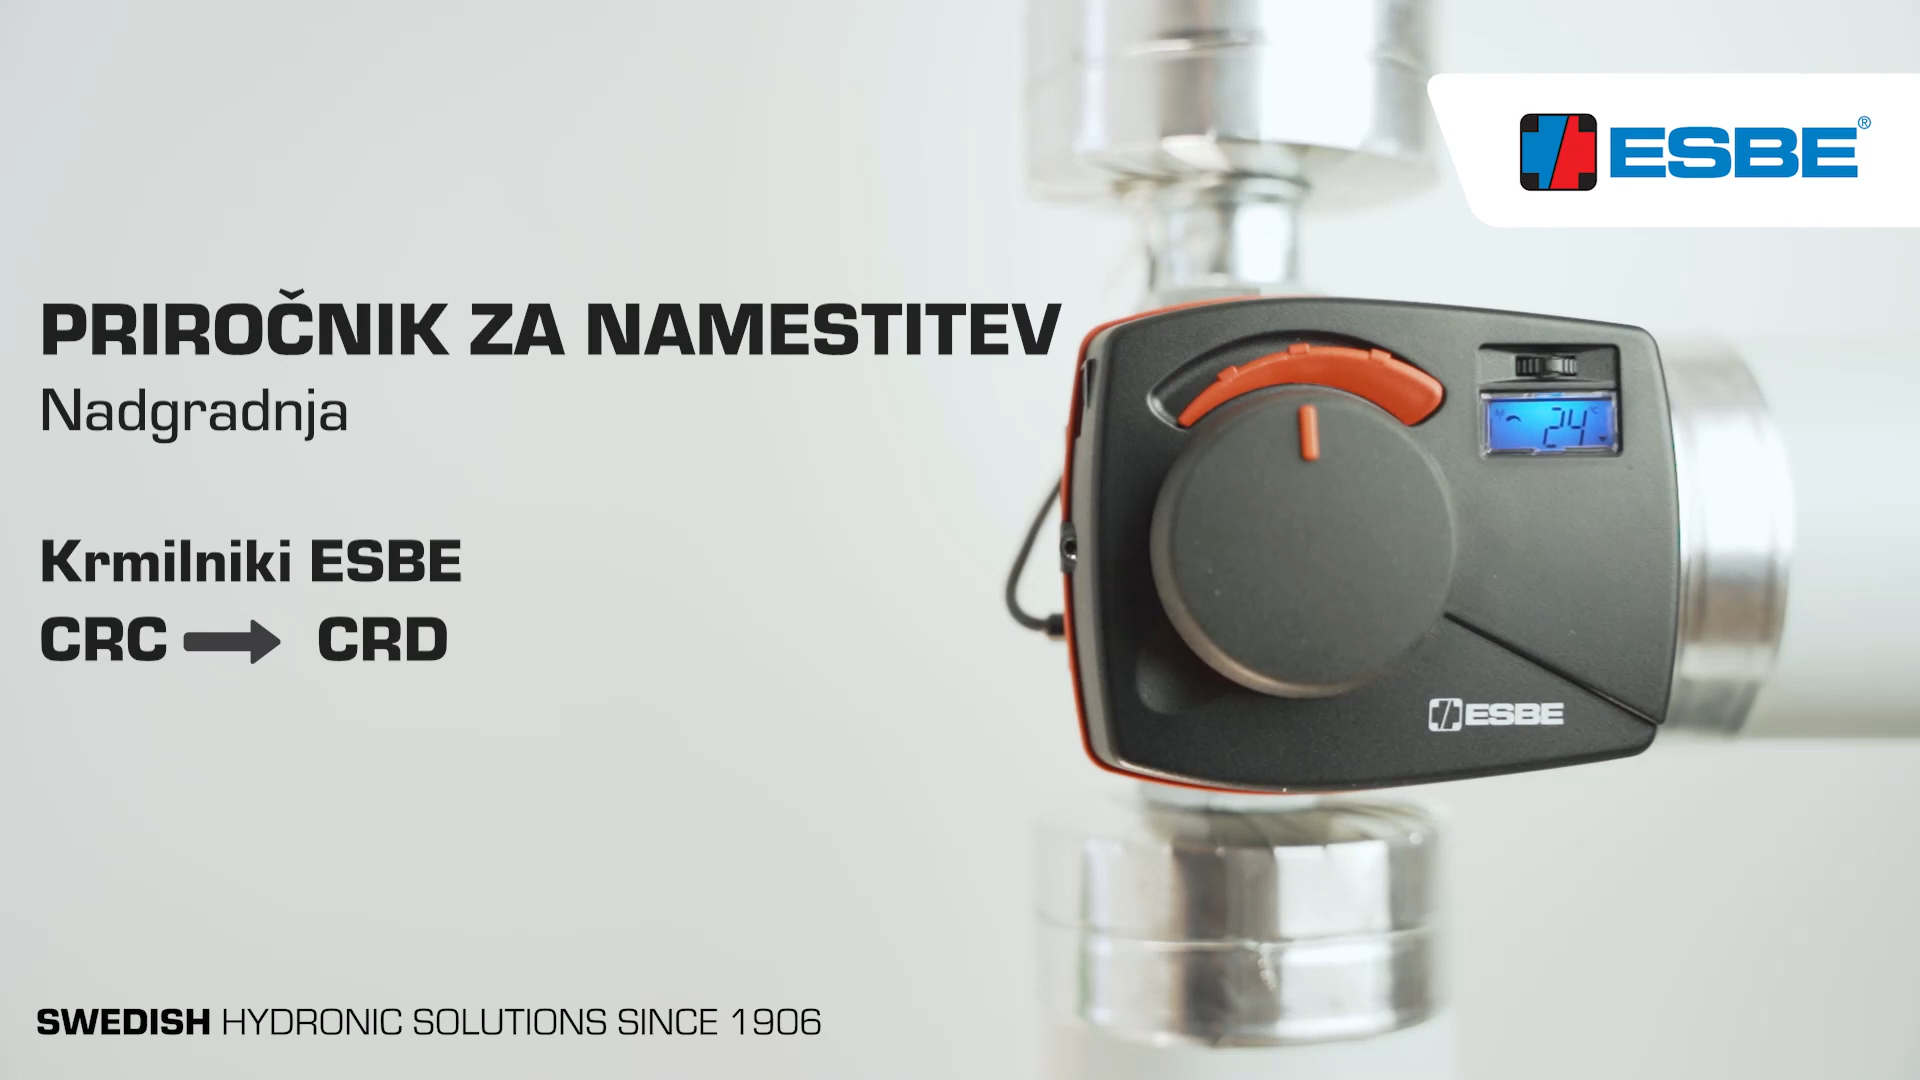 ESBE®
PRIROČNIK ZA NAMESTITEV
Nadgradnja
Krmilniki ESBE
CRC → CRD
24 °C
ESBE
SWEDISH HYDRONIC SOLUTIONS SINCE 1906